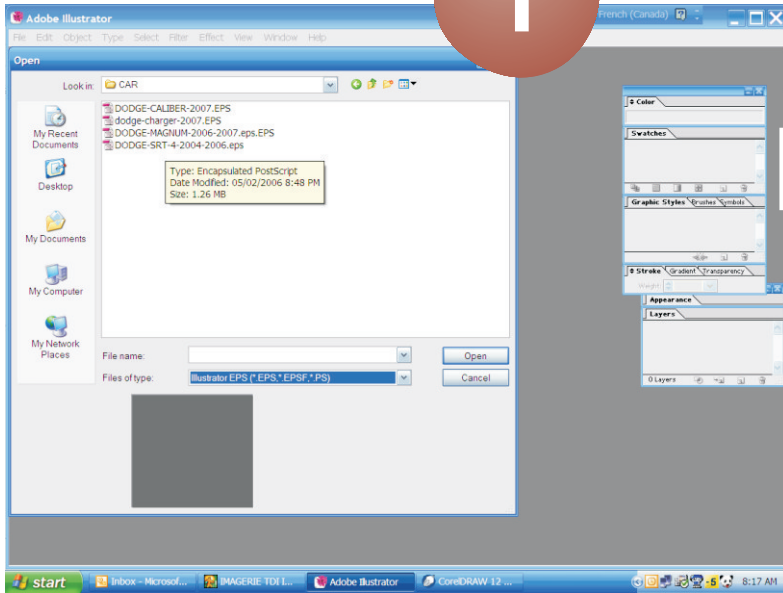 1
Adobe Illustrator
French (Canada)
File Edit Object Type Select Filter Effect View Window Help
Open
Look in: CAR
My Recent Documents
Desktop
My Documents
My Computer
My Network Places
DODGE-CALIBER-2007.EPS
dodge-charger-2007.EPS
DODGE-MAGNUM-2006-2007.eps.EPS
DODGE-SRT-4-2004-2006.eps
Type: Encapsulated PostScript
Date Modified: 05/02/2006 8:48 PM
Size: 1.26 MB
File name:
Open
Files of type: Illustrator EPS (*.EPS,*.EPSF,*.PS)
Cancel
Color
Swatches
Graphic Styles Brushes Symbols
Stroke Gradient Transparency
Weight:
Appearance
Layers
0 Layers
start
Inbox - Microsof...
IMAGERIE TDI I...
Adobe Illustrator
CorelDRAW 12 ...
-5
8:17 AM